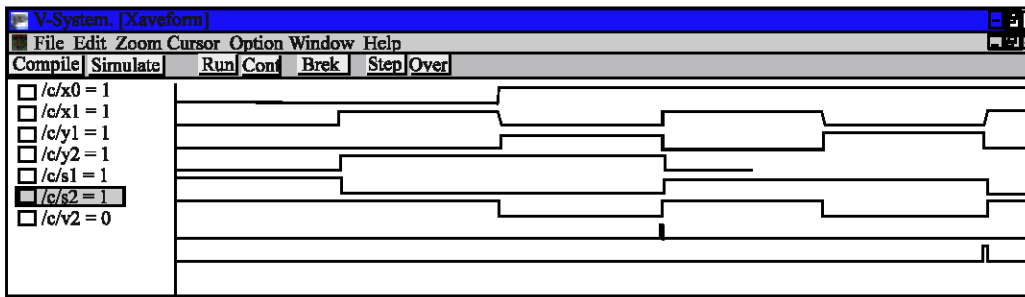 V-System. [Xaveform]
File Edit Zoom Cursor Option Window Help
Compile Simulate Run Cont Brek Step Over
/c/x0 = 1
/c/x1 = 1
/c/y1 = 1
/c/y2 = 1
/c/s1 = 1
/c/s2 = 1
/c/v2 = 0